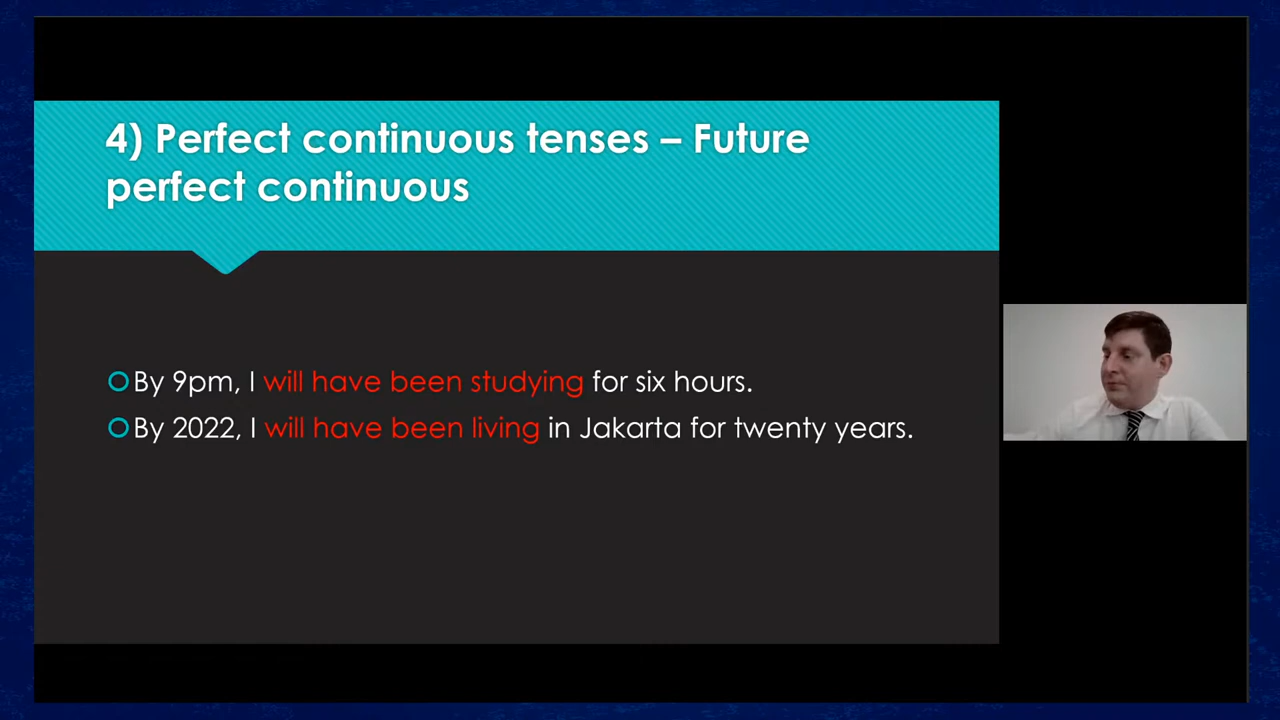 4) Perfect continuous tenses – Future
perfect continuous
By 9pm, I will have been studying for six hours.
By 2022, I will have been living in Jakarta for twenty years.